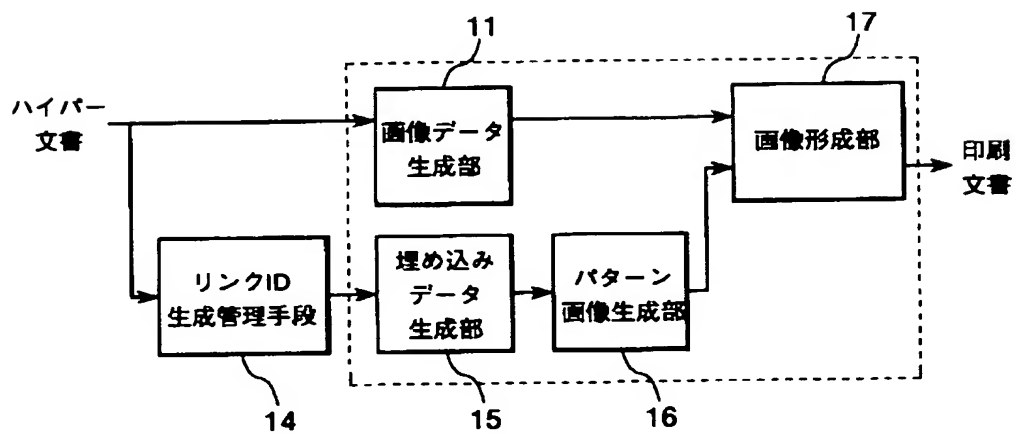 11
17
ハイパー
文書
画像データ
生成部
画像形成部
印刷
文書
リンクID
生成管理手段
埋め込み
データ
生成部
パターン
画像生成部
14
15
16